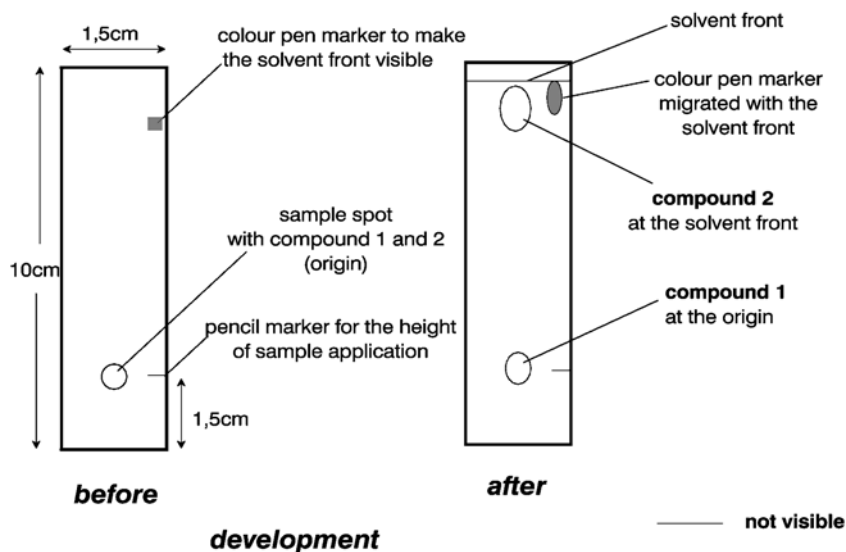 1,5cm
colour pen marker to make
the solvent front visible
sample spot
with compound 1 and 2
(origin)
10cm
pencil marker for the height
of sample application
1,5cm
before
solvent front
colour pen marker
migrated with the
solvent front
compound 2
at the solvent front
compound 1
at the origin
after
development
not visible